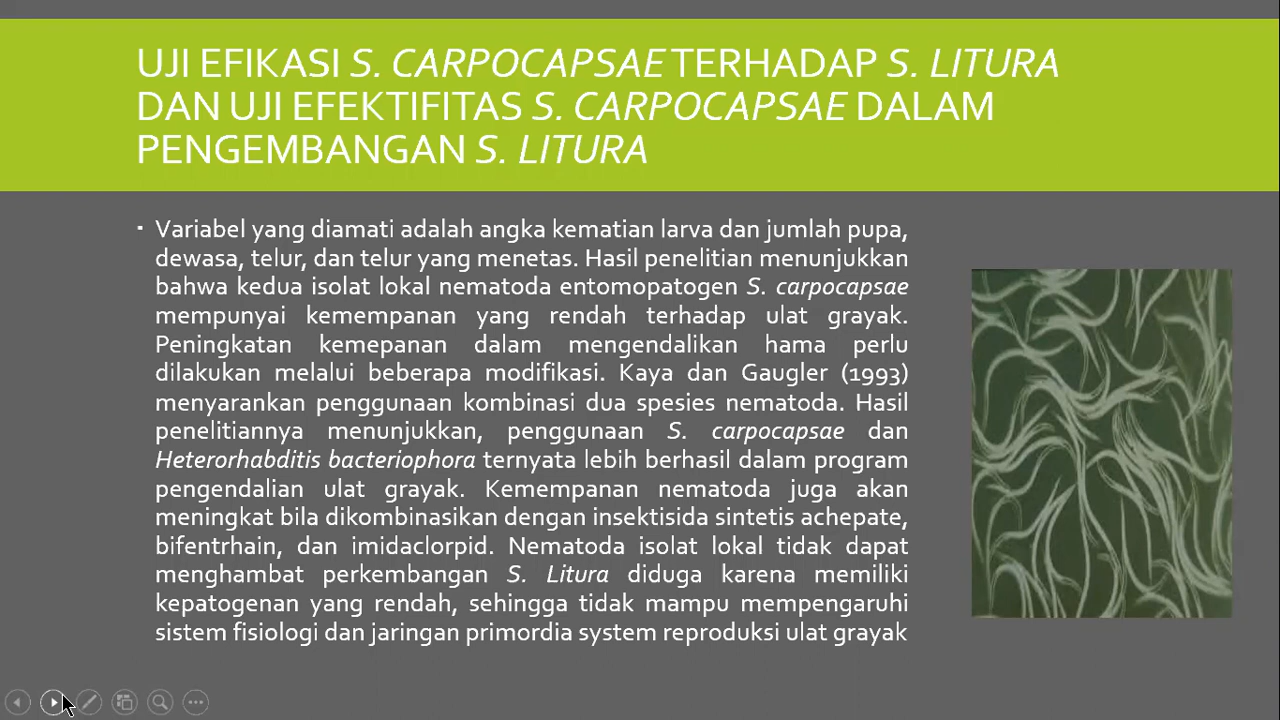 UJI EFIKASI S. CARPOCAPSAE TERHADAP S. LITURA
DAN UJI EFEKTIFITAS S. CARPOCAPSAE DALAM
PENGEMBANGAN S. LITURA
▪ Variabel yang diamati adalah angka kematian larva dan jumlah pupa,
dewasa, telur, dan telur yang menetas. Hasil penelitian menunjukkan
bahwa kedua isolat lokal nematoda entomopatogen S. carpocapsae
mempunyai kemempanan yang rendah terhadap ulat grayak.
Peningkatan kemepanan dalam mengendalikan hama perlu
dilakukan melalui beberapa modifikasi. Kaya dan Gaugler (1993)
menyarankan penggunaan kombinasi dua spesies nematoda. Hasil
penelitiannya menunjukkan, penggunaan S. carpocapsae dan
Heterorhabditis bacteriophora ternyata lebih berhasil dalam program
pengendalian ulat grayak. Kemempanan nematoda juga akan
meningkat bila dikombinasikan dengan insektisida sintetis achepate,
bifentrhain, dan imidaclorpid. Nematoda isolat lokal tidak dapat
menghambat perkembangan S. Litura diduga karena memiliki
kepatogenan yang rendah, sehingga tidak mampu mempengaruhi
sistem fisiologi dan jaringan primordia system reproduksi ulat grayak